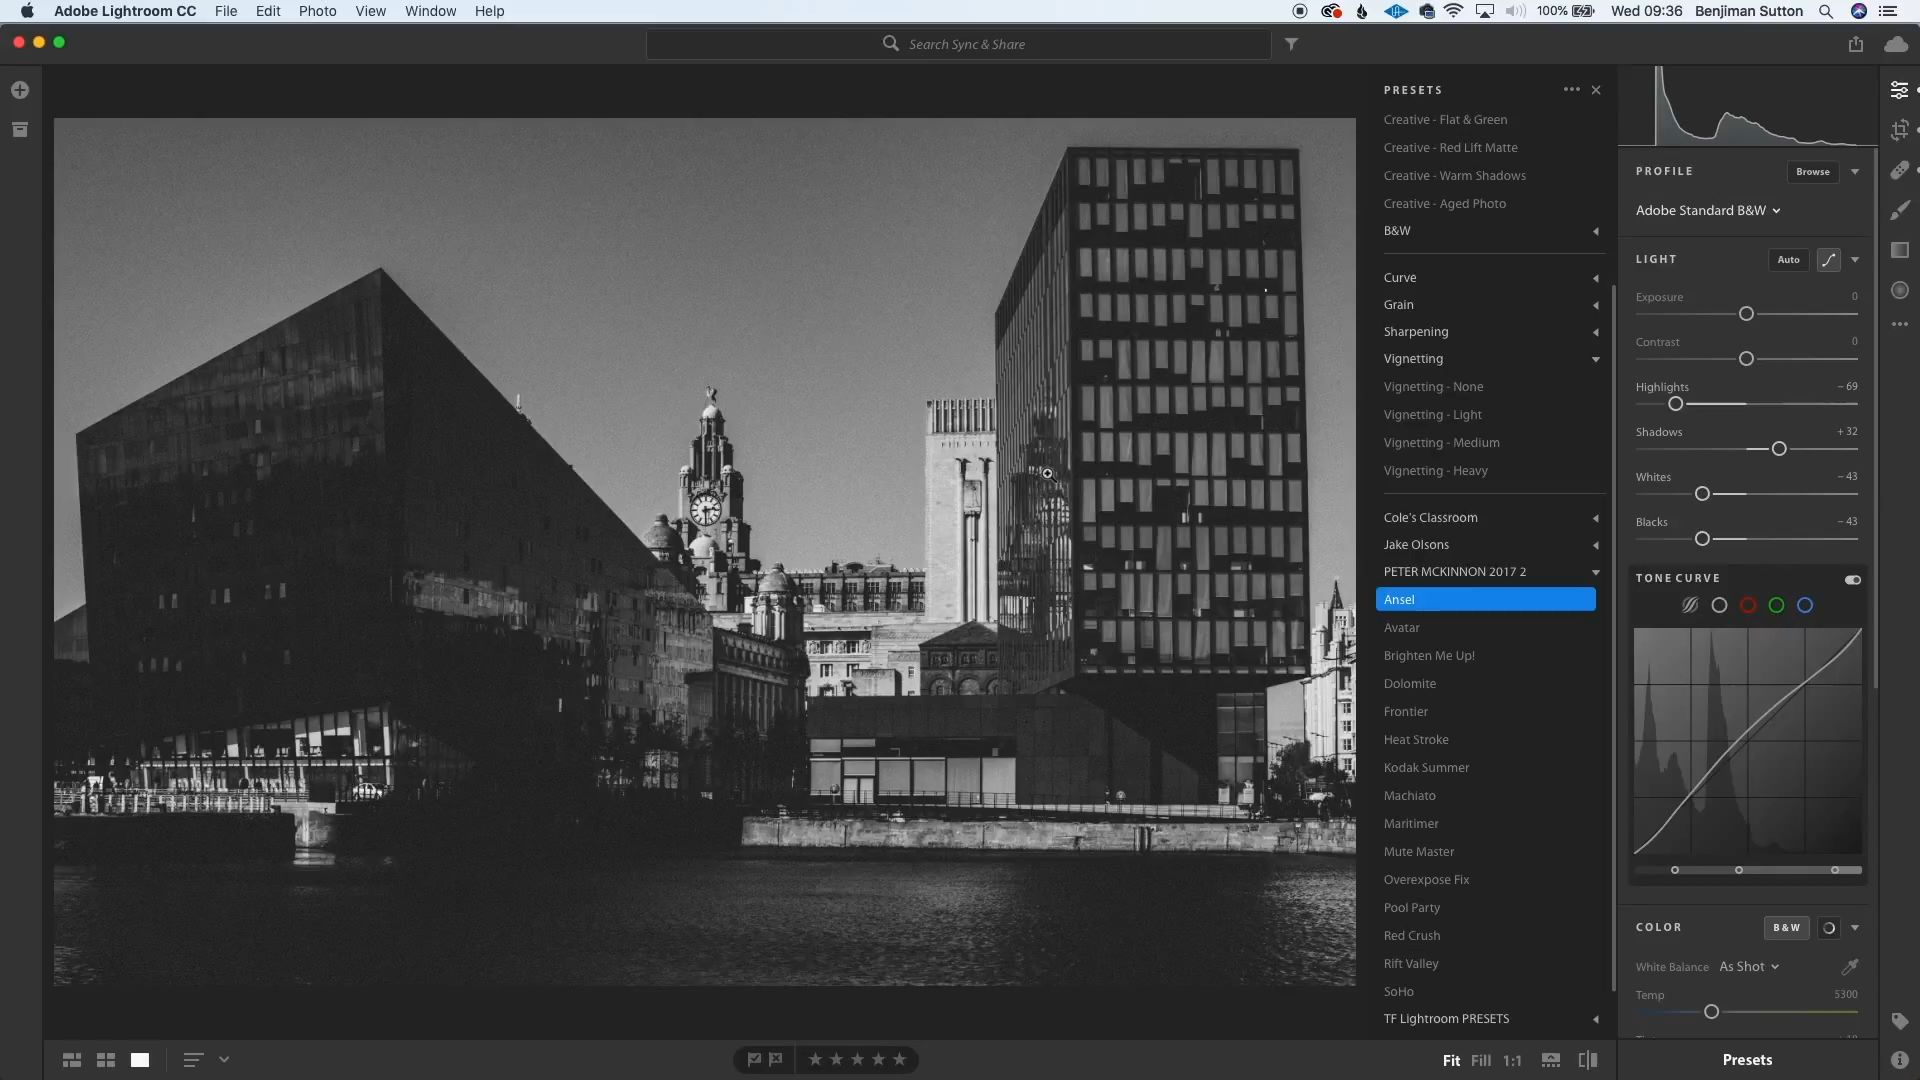 Adobe Lightroom CC File Edit Photo View Window Help 100% Wed 09:36 Benjiman Sutton
Search Sync & Share
PRESETS
Creative - Flat & Green
Creative - Red Lift Matte
Creative - Warm Shadows
Creative - Aged Photo
B&W
Curve
Grain
Sharpening
Vignetting
Vignetting - None
Vignetting - Light
Vignetting - Medium
Vignetting - Heavy
Cole's Classroom
Jake Olsons
PETER MCKINNON 2017 2
Ansel
Avatar
Brighten Me Up!
Dolomite
Frontier
Heat Stroke
Kodak Summer
Machiato
Maritimer
Mute Master
Overexpose Fix
Pool Party
Red Crush
Rift Valley
SoHo
TF Lightroom PRESETS
PROFILE Browse
Adobe Standard B&W
LIGHT Auto
Exposure 0
Contrast 0
Highlights - 69
Shadows + 32
Whites - 43
Blacks - 43
TONE CURVE
COLOR B&W
White Balance As Shot
Temp 5300
Fit Fill 1:1
Presets